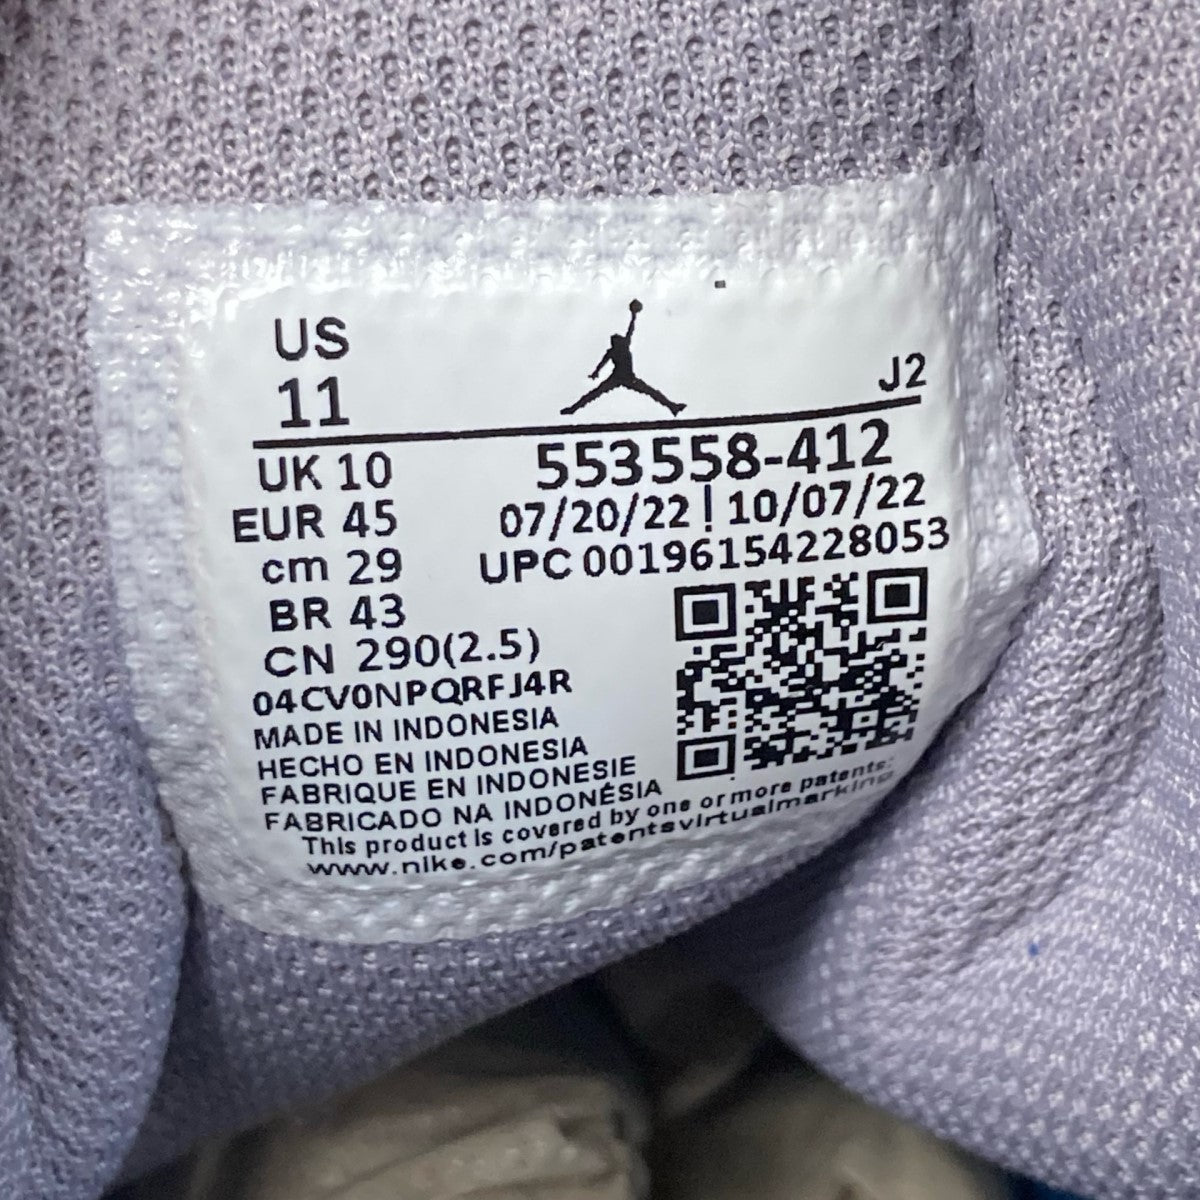 US
11
J2
UK 10
553558-412
EUR 45
07/20/22 | 10/07/22
cm 29
UPC 00196154228053
BR 43
CN 290(2.5)
04CV0NPQRFJ4R
MADE IN INDONESIA
HECHO EN INDONESIA
FABRIQUE EN INDONESIE
FABRICADO NA INDONÉSIA
This product is covered by one or more patents:
www.nike.com/patentsvirtualmarking